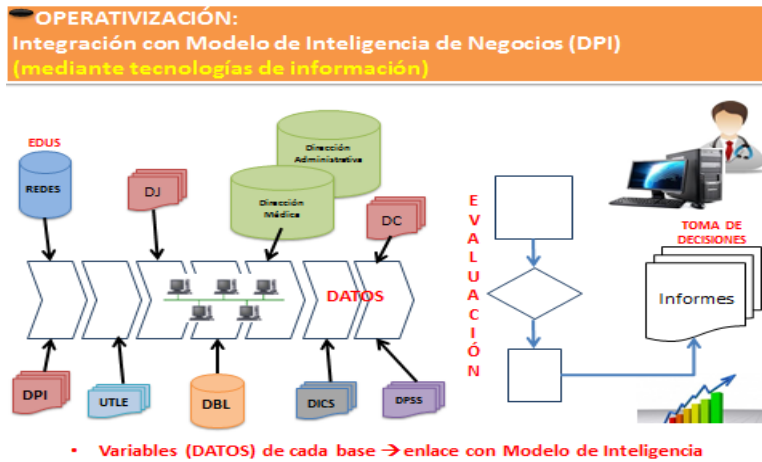 OPERATIVIZACIÓN:
Integración con Modelo de Inteligencia de Negocios (DPI)
(mediante tecnologías de información)
EDUS
REDES
DJ
Dirección
Administrativa
Dirección
Médica
DC
DATOS
DPI
UTLE
DBL
DICS
DPSS
EVALUACIÓN
TOMA DE
DECISIONES
Informes
• Variables (DATOS) de cada base → enlace con Modelo de Inteligencia